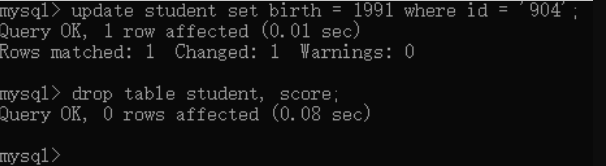 mysql> update student set birth = 1991 where id = '904';
Query OK, 1 row affected (0.01 sec)
Rows matched: 1  Changed: 1  Warnings: 0
mysql> drop table student, score;
Query OK, 0 rows affected (0.08 sec)
mysql>